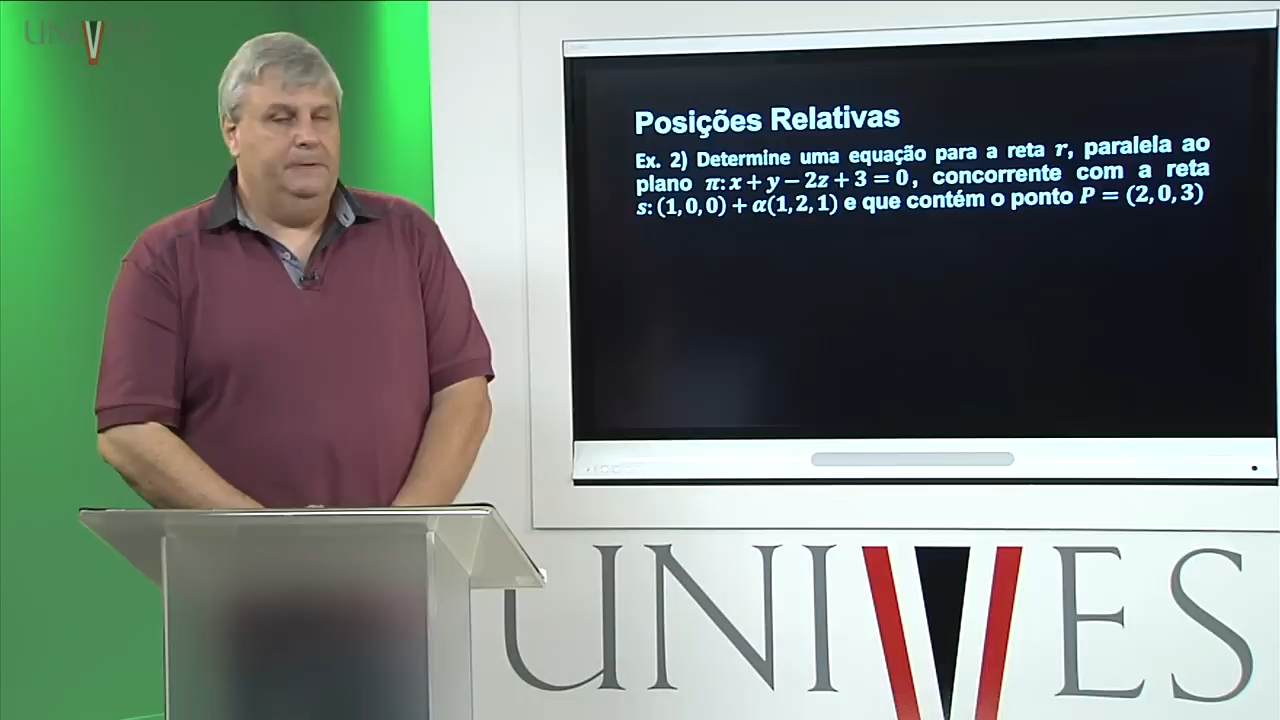 UNIVES
Posições Relativas
Ex. 2) Determine uma equação para a reta r, paralela ao
plano π: x + y − 2z + 3 = 0, concorrente com a reta
s: (1, 0, 0) + α(1, 2, 1) e que contém o ponto P = (2, 0, 3)
UNIVES